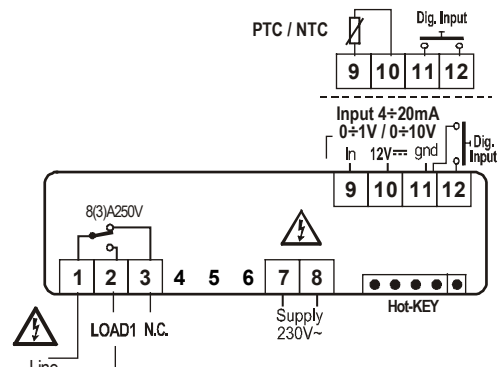 PTC / NTC
Dig. Input
9 10 11 12
Input 4÷20mA
0÷1V / 0÷10V
In 12V⎓ gnd
Dig.
Input
9 10 11 12
8(3)A250V
1 2 3 4 5 6 7 8
LOAD1 N.C.
Supply
230V~
Hot-KEY
Line